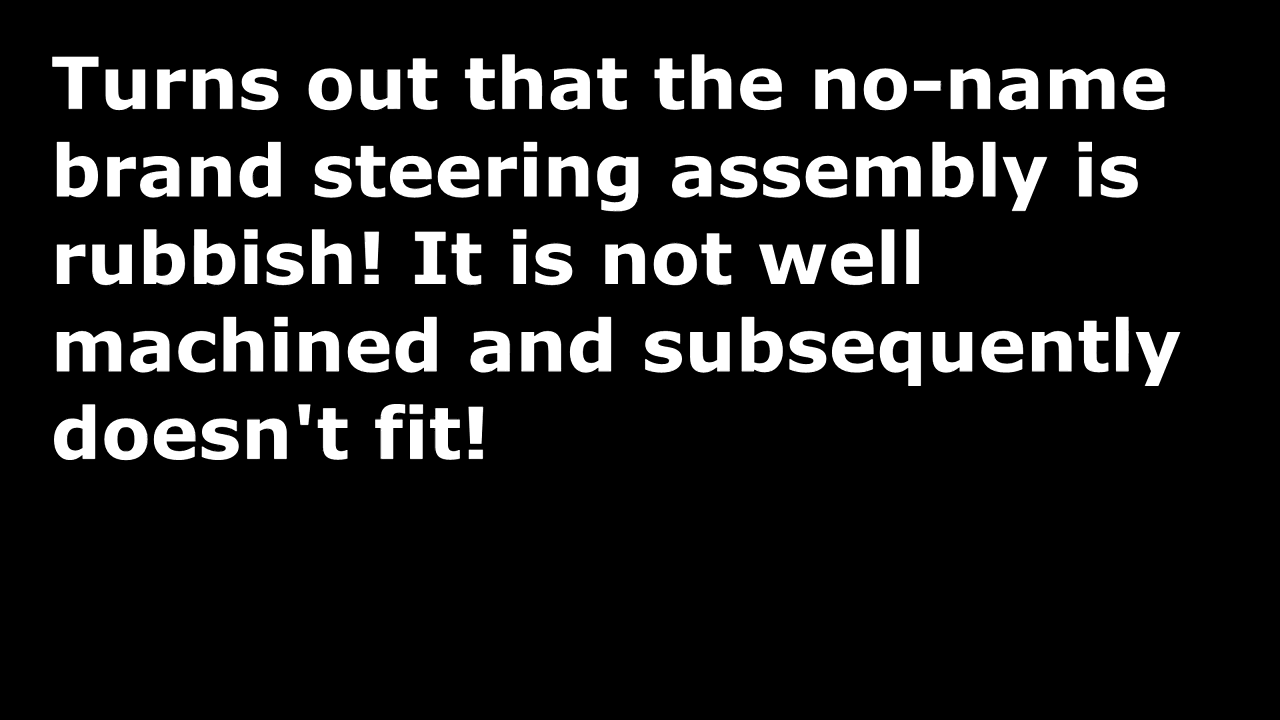 Turns out that the no-name
brand steering assembly is
rubbish! It is not well
machined and subsequently
doesn't fit!